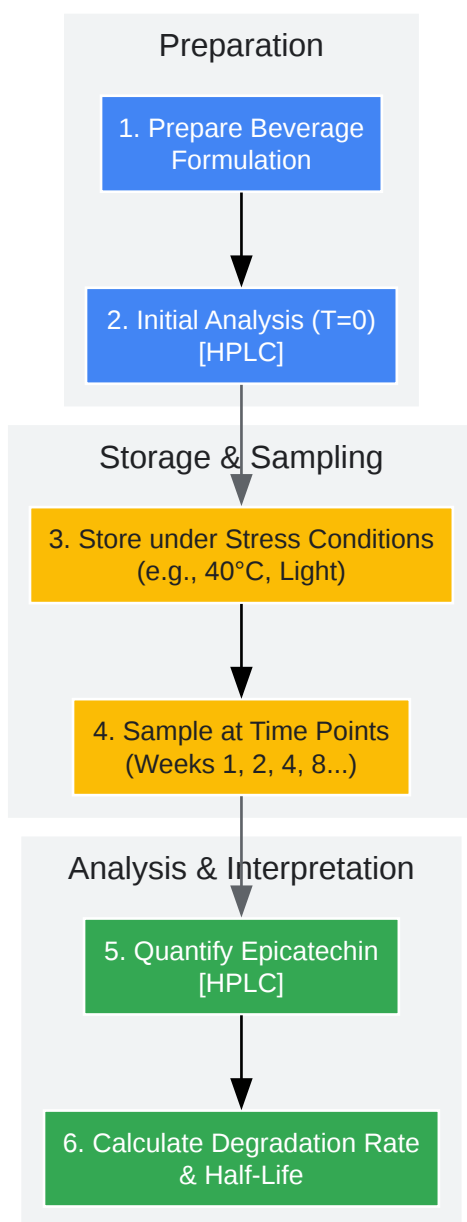 Preparation
1. Prepare Beverage
Formulation
2. Initial Analysis (T=0)
[HPLC]
Storage & Sampling
3. Store under Stress Conditions
(e.g., 40°C, Light)
4. Sample at Time Points
(Weeks 1, 2, 4, 8...)
Analysis & Interpretation
5. Quantify Epicatechin
[HPLC]
6. Calculate Degradation Rate
& Half-Life